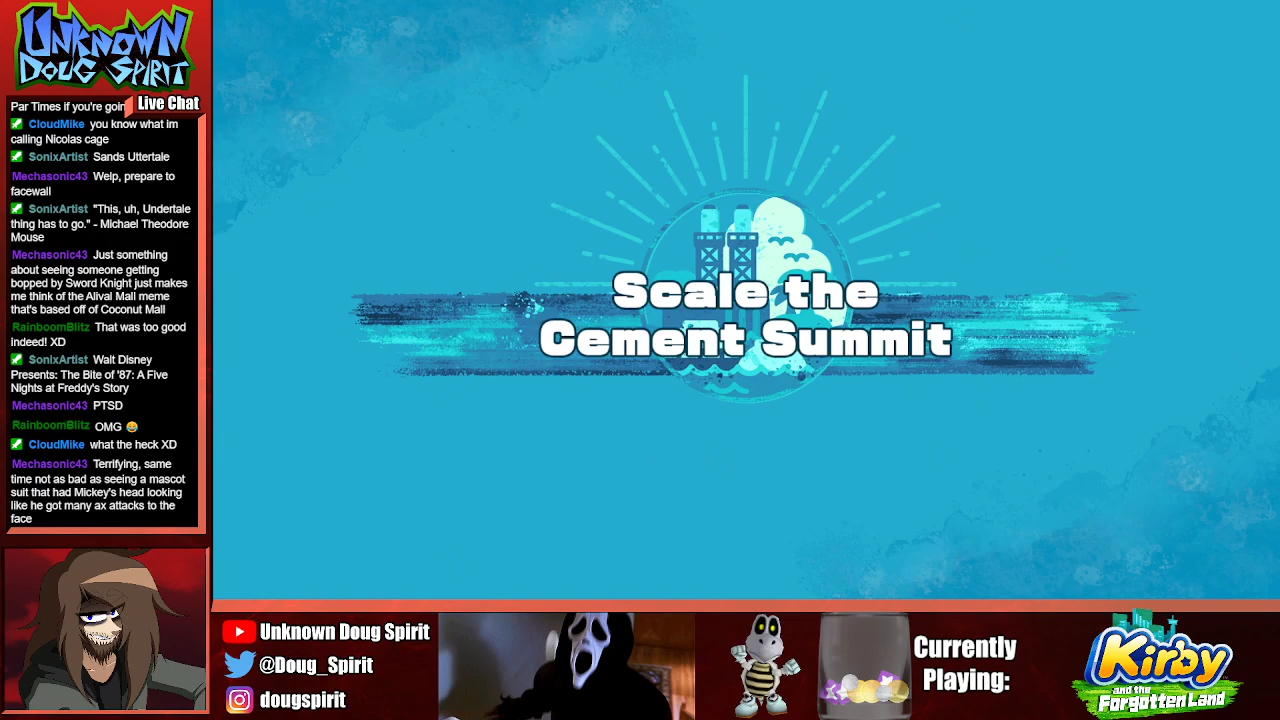 UNKNOWN
DOUG SPIRIT
Live Chat
Par Times if you're goin
CloudMike you know what im
calling Nicolas cage
SonixArtist Sands Uttertale
Mechasonic43 Welp, prepare to
facewall
SonixArtist "This, uh, Undertale
thing has to go." - Michael Theodore
Mouse
Mechasonic43 Just something
about seeing someone getting
bopped by Sword Knight just makes
me think of the Alival Mall meme
that's based off of Coconut Mall
RainboomBlitz That was too good
indeed! XD
SonixArtist Walt Disney
Presents: The Bite of '87: A Five
Nights at Freddy's Story
Mechasonic43 PTSD
RainboomBlitz OMG 😂
CloudMike what the heck XD
Mechasonic43 Terrifying, same
time not as bad as seeing a mascot
suit that had Mickey's head looking
like he got many ax attacks to the
face
Scale the
Cement Summit
Unknown Doug Spirit
@Doug_Spirit
dougspirit
Currently
Playing:
Kirby
and the
Forgotten Land